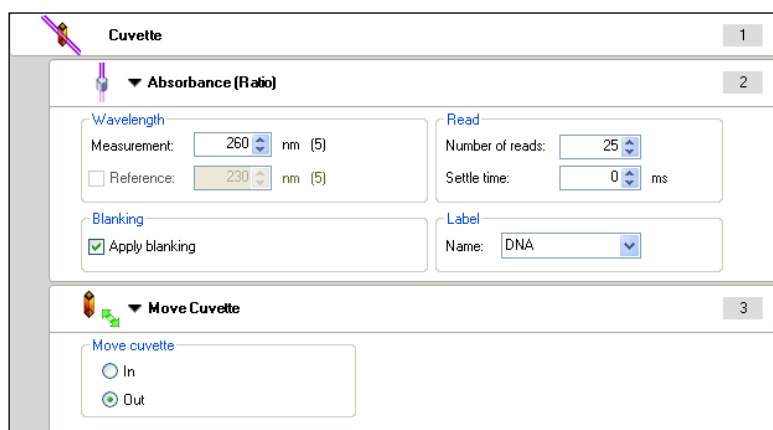 Cuvette 1
Absorbance (Ratio) 2
Wavelength
Measurement: 260 nm (5)
Reference: 230 nm (5)
Read
Number of reads: 25
Settle time: 0 ms
Blanking
Apply blanking
Label
Name: DNA
Move Cuvette 3
Move cuvette
In
Out